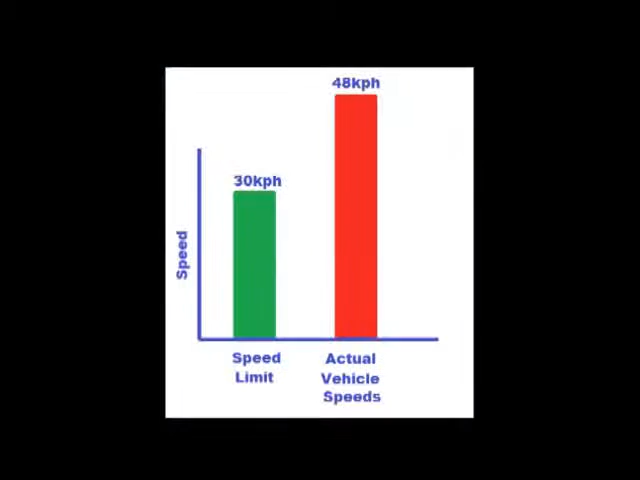 48kph
30kph
Speed
Speed
Limit
Actual
Vehicle
Speeds